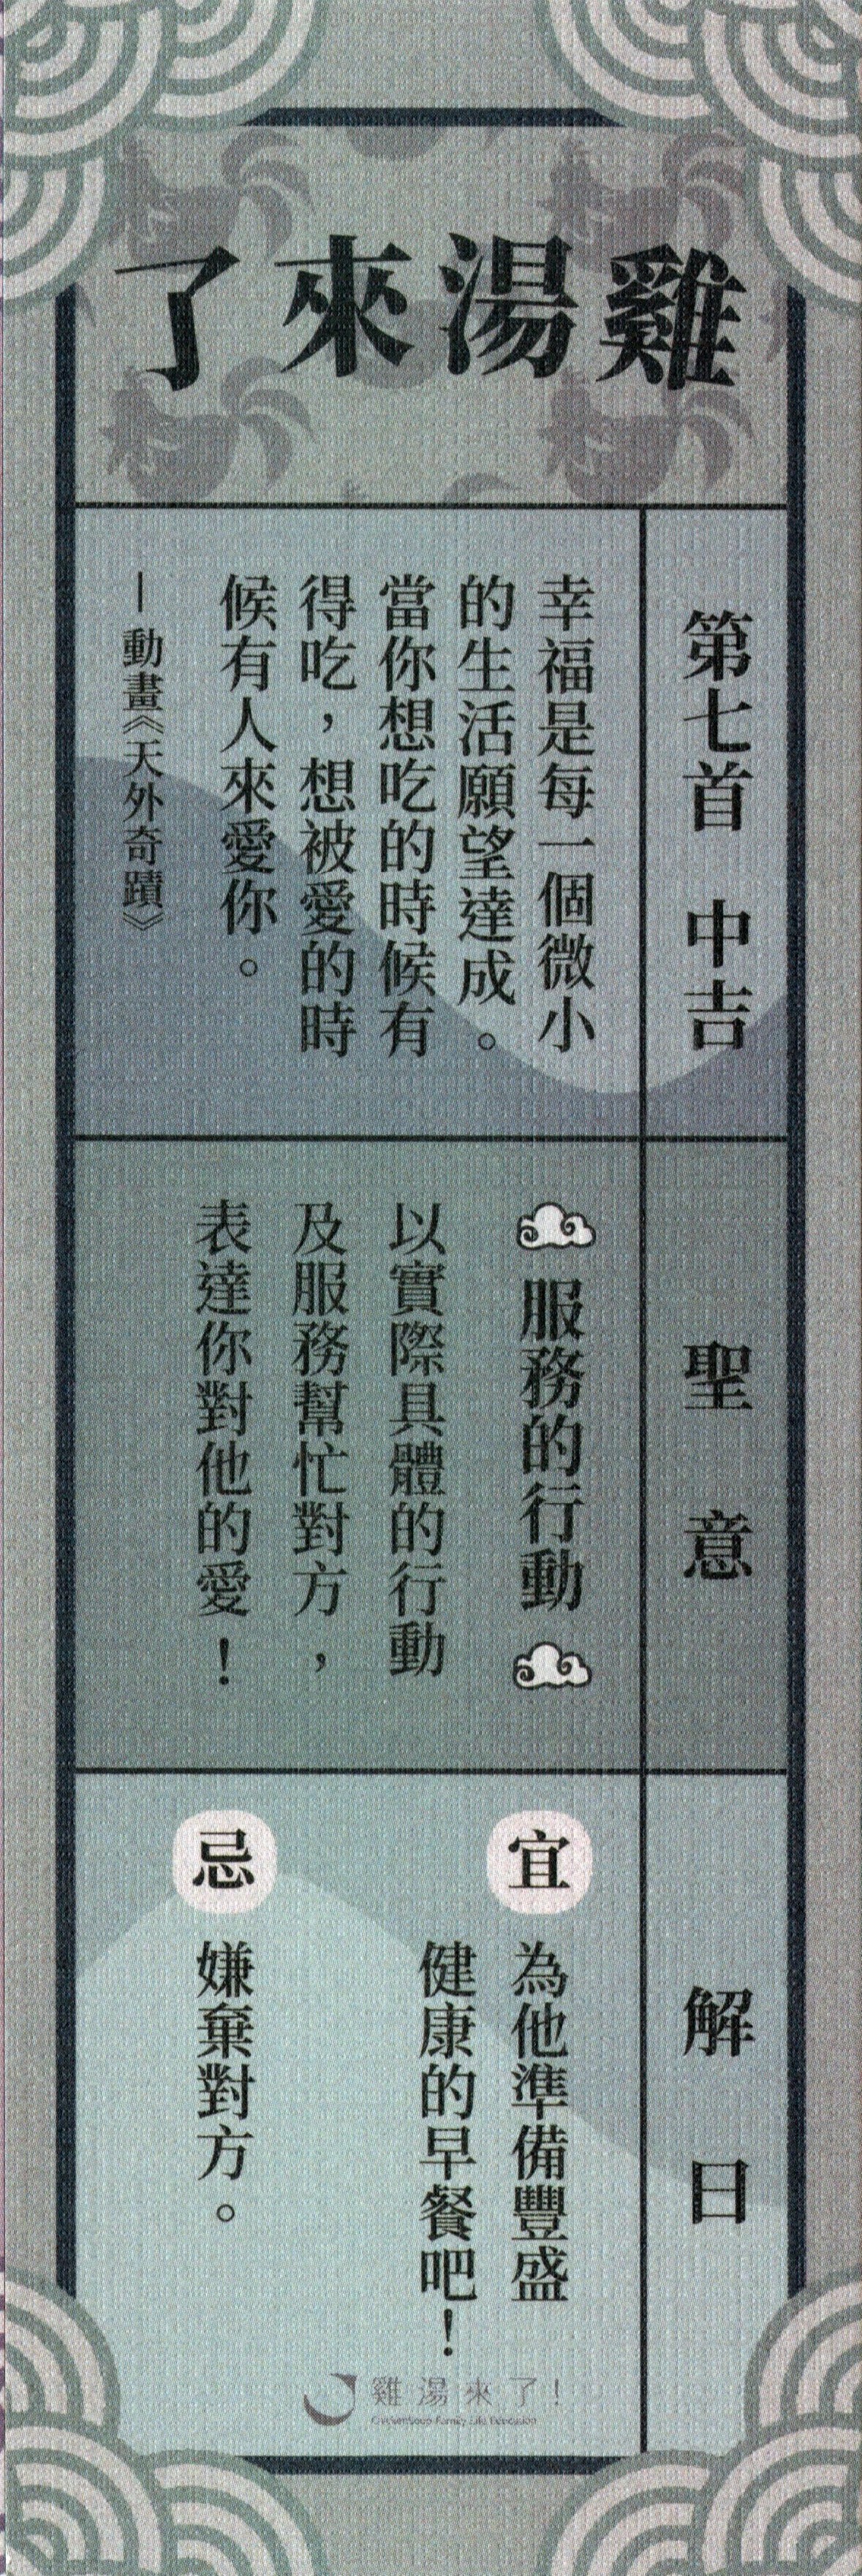 雞湯來了
第七首 中吉
幸福是每一個微小
的生活願望達成。
當你想吃的時候有
得吃，想被愛的時
候有人來愛你。
—動畫《天外奇蹟》
聖意
服務的行動
以實際具體的行動
及服務幫忙對方，
表達你對他的愛！
解曰
宜
為他準備豐盛
健康的早餐吧！
忌
嫌棄對方。
雞湯來了！
ChickenSoup Family Life Education